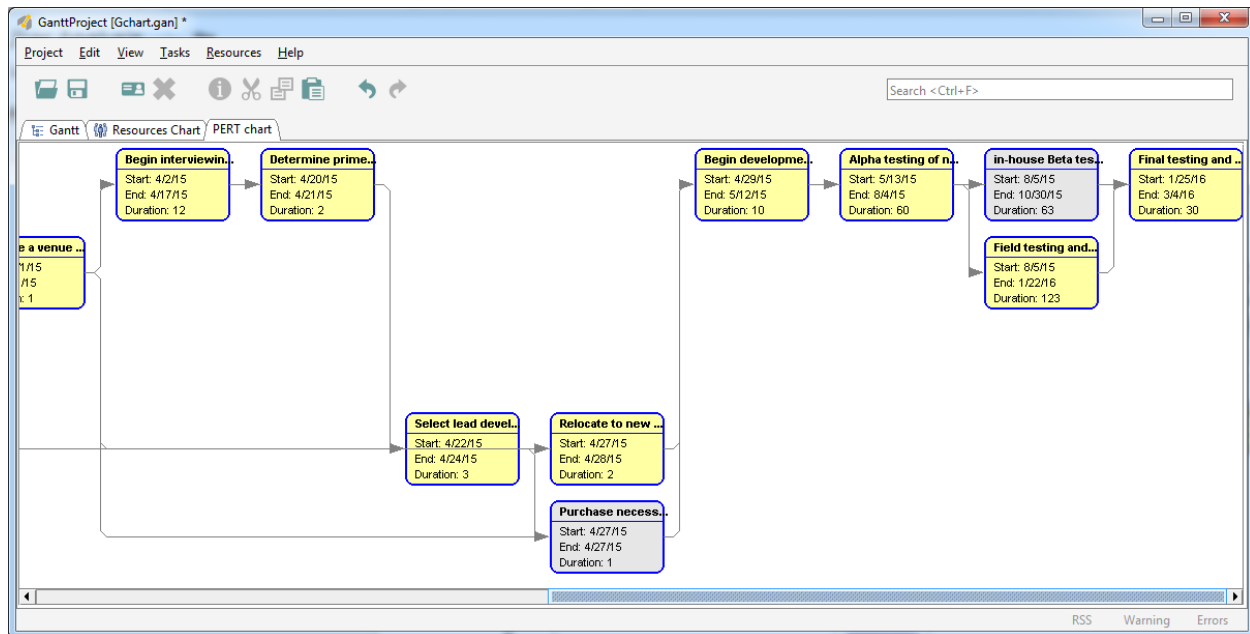 GanttProject [Gchart.gan] *
Project Edit View Tasks Resources Help
Search <Ctrl+F>
Gantt Resources Chart PERT chart
Begin interviewin..
Start: 4/2/15
End: 4/17/15
Duration: 12
Determine prime..
Start: 4/20/15
End: 4/21/15
Duration: 2
Begin developme..
Start: 4/29/15
End: 5/12/15
Duration: 10
Alpha testing of n..
Start: 5/13/15
End: 8/4/15
Duration: 60
in-house Beta tes..
Start: 8/5/15
End: 10/30/15
Duration: 63
Final testing and ..
Start: 1/25/16
End: 3/4/16
Duration: 30
e a venue ..
/1/15
/15
: 1
Field testing and..
Start: 8/5/15
End: 1/22/16
Duration: 123
Select lead devel..
Start: 4/22/15
End: 4/24/15
Duration: 3
Relocate to new ..
Start: 4/27/15
End: 4/28/15
Duration: 2
Purchase necess..
Start: 4/27/15
End: 4/27/15
Duration: 1
RSS Warning Errors